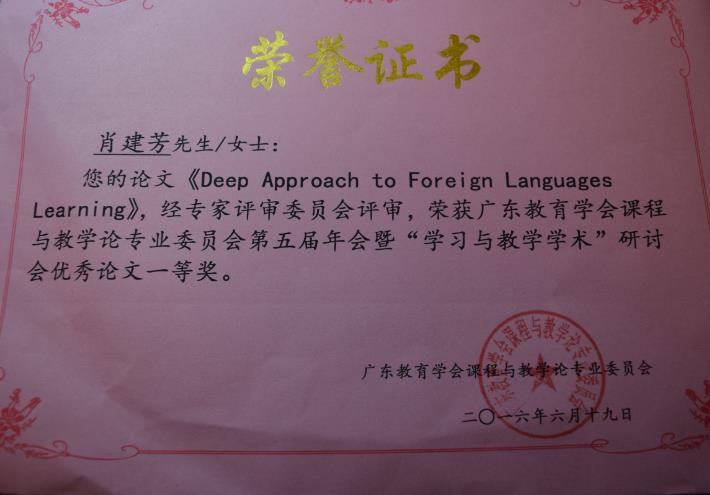 荣誉证书
肖建芳先生/女士：
您的论文《Deep Approach to Foreign Languages
Learning》，经专家评审委员会评审，荣获广东教育学会课程
与教学论专业委员会第五届年会暨“学习与教学学术”研讨
会优秀论文一等奖。
广东教育学会课程与教学论专业委员会
二〇一六年六月十九日